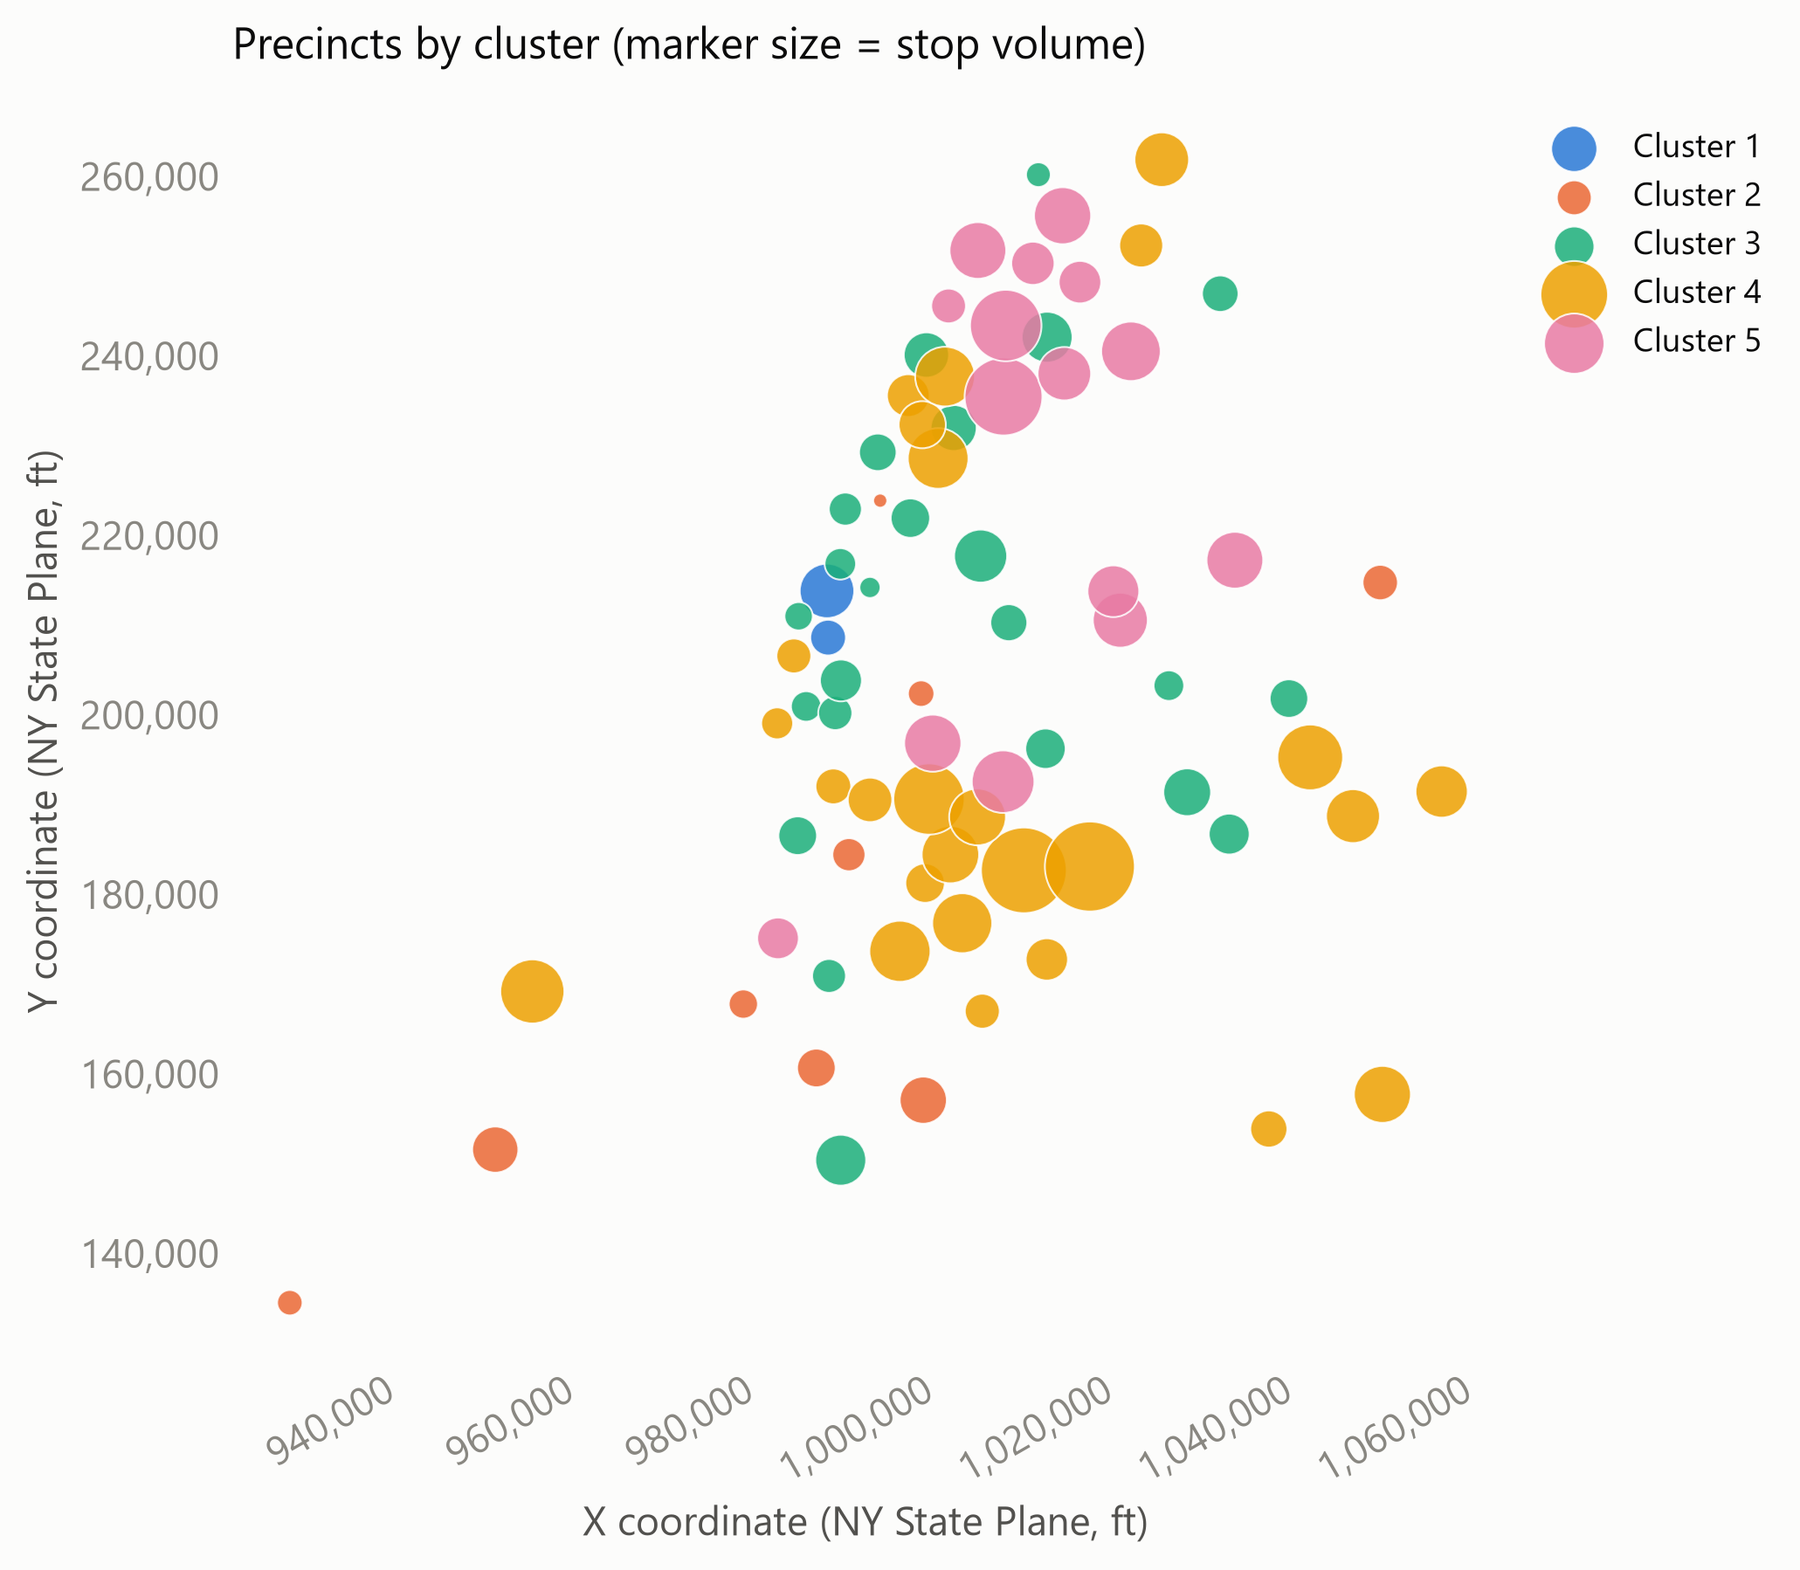 Precincts by cluster (marker size = stop volume)
Cluster 1
Cluster 2
Cluster 3
Cluster 4
Cluster 5
Y coordinate (NY State Plane, ft)
260,000
240,000
220,000
200,000
180,000
160,000
140,000
940,000
960,000
980,000
1,000,000
1,020,000
1,040,000
1,060,000
X coordinate (NY State Plane, ft)